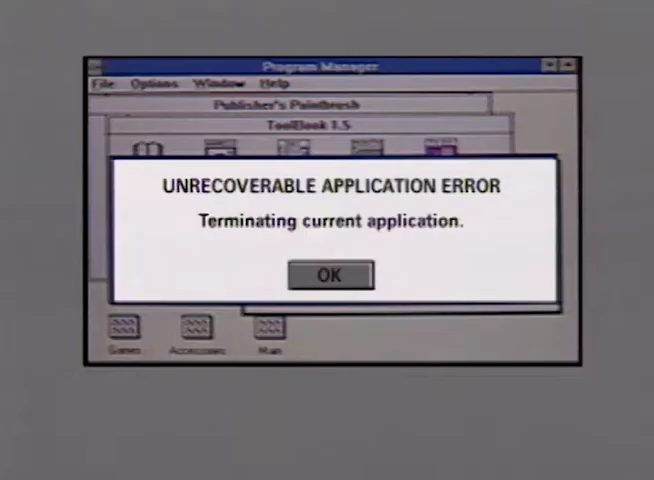 Program Manager
File Options Window Help
Publisher's Paintbrush
ToolBook 1.5
UNRECOVERABLE APPLICATION ERROR
Terminating current application.
OK
Games Accessories Main